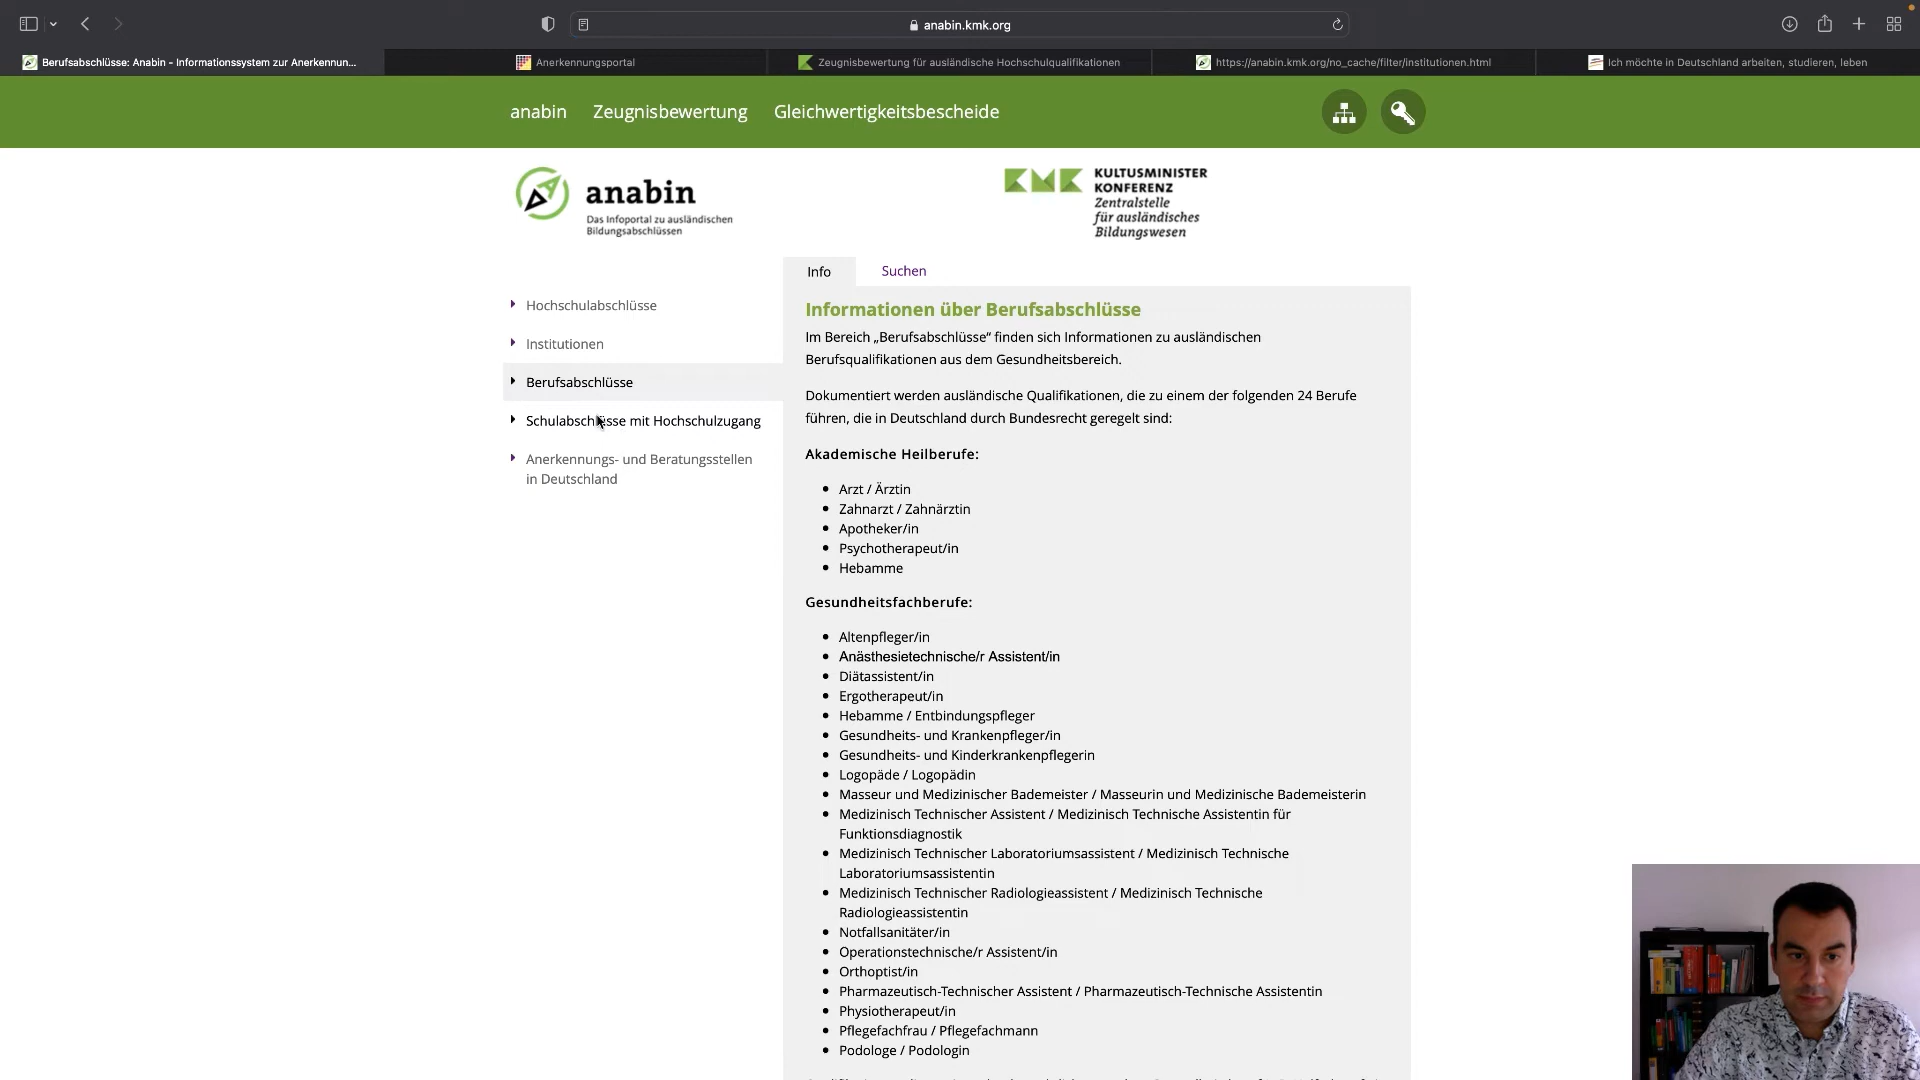 anabin.kmk.org
Berufsabschlüsse: Anabin - Informationssystem zur Anerkennun...
Anerkennungsportal
Zeugnisbewertung für ausländische Hochschulqualifikationen
https://anabin.kmk.org/no_cache/filter/institutionen.html
Ich möchte in Deutschland arbeiten, studieren, leben
anabin
Zeugnisbewertung
Gleichwertigkeitsbescheide
anabin
Das Infoportal zu ausländischen
Bildungsabschlüssen
KMK
KULTUSMINISTER
KONFERENZ
Zentralstelle
für ausländisches
Bildungswesen
Info
Suchen
Hochschulabschlüsse
Institutionen
Berufsabschlüsse
Schulabschlüsse mit Hochschulzugang
Anerkennungs- und Beratungsstellen
in Deutschland
Informationen über Berufsabschlüsse
Im Bereich „Berufsabschlüsse“ finden sich Informationen zu ausländischen
Berufsqualifikationen aus dem Gesundheitsbereich.
Dokumentiert werden ausländische Qualifikationen, die zu einem der folgenden 24 Berufe
führen, die in Deutschland durch Bundesrecht geregelt sind:
Akademische Heilberufe:
Arzt / Ärztin
Zahnarzt / Zahnärztin
Apotheker/in
Psychotherapeut/in
Hebamme
Gesundheitsfachberufe:
Altenpfleger/in
Anästhesietechnische/r Assistent/in
Diätassistent/in
Ergotherapeut/in
Hebamme / Entbindungspfleger
Gesundheits- und Krankenpfleger/in
Gesundheits- und Kinderkrankenpflegerin
Logopäde / Logopädin
Masseur und Medizinischer Bademeister / Masseurin und Medizinische Bademeisterin
Medizinisch Technischer Assistent / Medizinisch Technische Assistentin für
Funktionsdiagnostik
Medizinisch Technischer Laboratoriumsassistent / Medizinisch Technische
Laboratoriumsassistentin
Medizinisch Technischer Radiologieassistent / Medizinisch Technische
Radiologieassistentin
Notfallsanitäter/in
Operationstechnische/r Assistent/in
Orthoptist/in
Pharmazeutisch-Technischer Assistent / Pharmazeutisch-Technische Assistentin
Physiotherapeut/in
Pflegefachfrau / Pflegefachmann
Podologe / Podologin